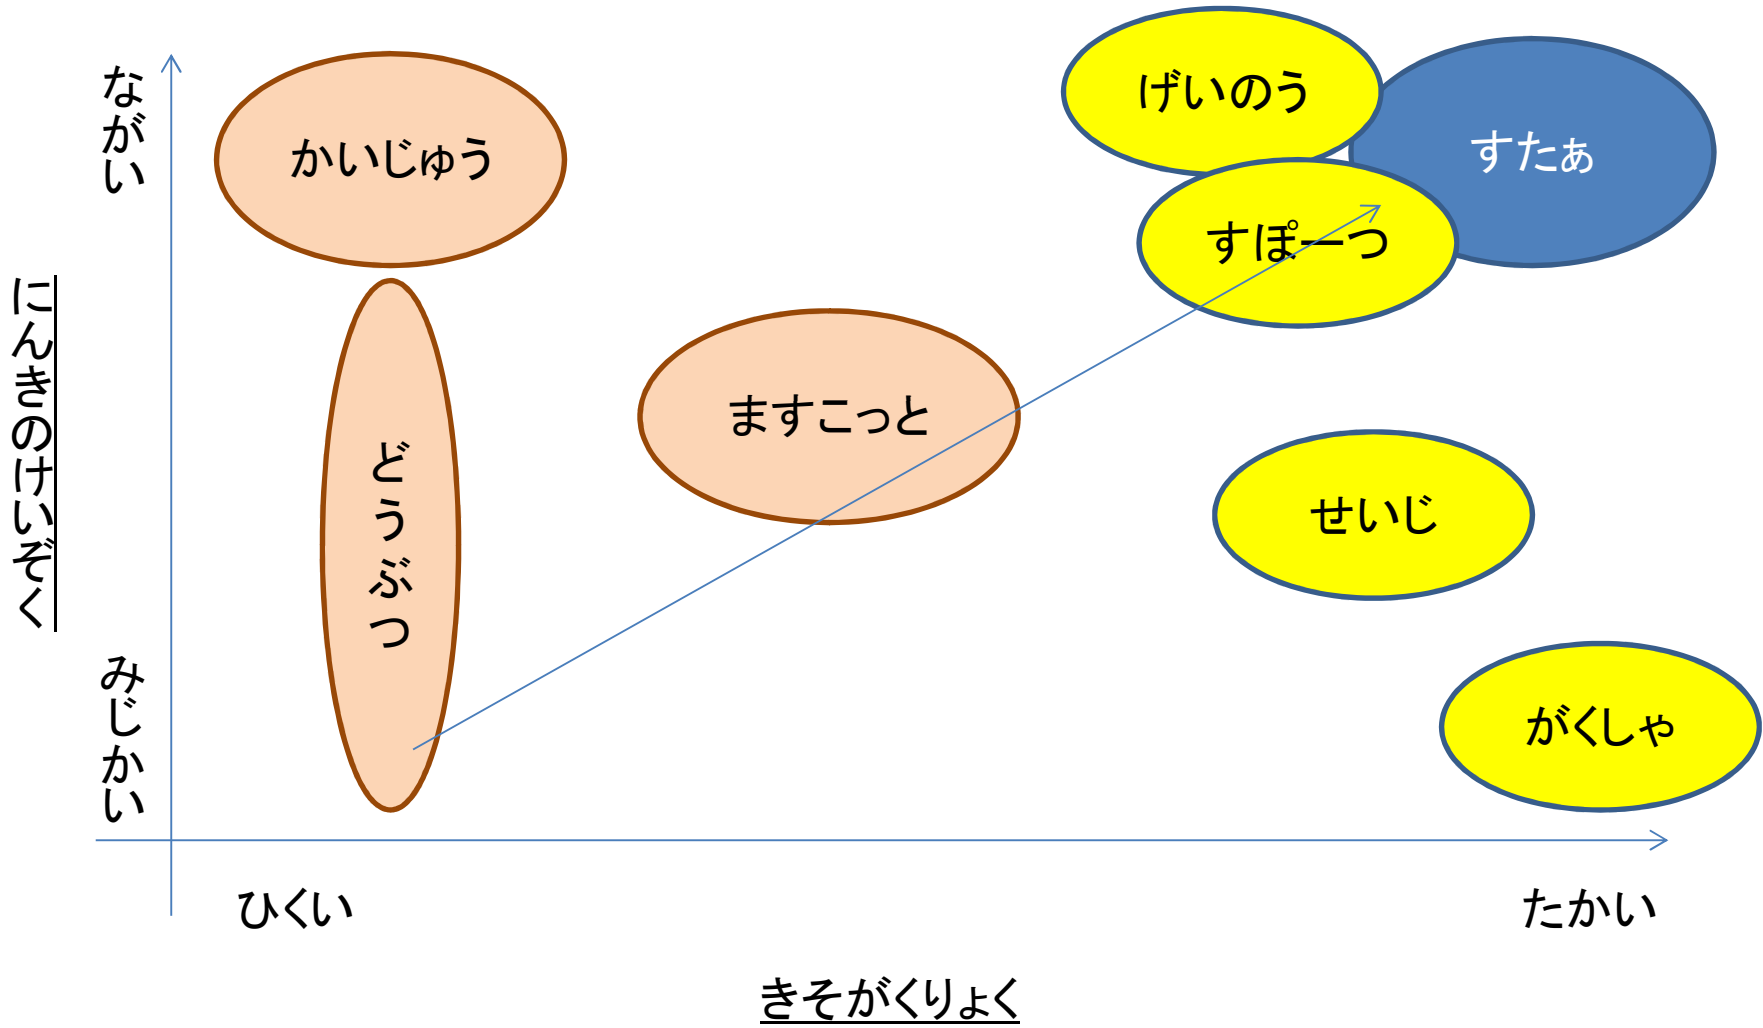 ながい
にんきのけいぞく
みじかい
かいじゅう
どうぶつ
ますこっと
げいのう
すたぁ
すぽーつ
せいじ
がくしゃ
ひくい
たかい
きそがくりょく